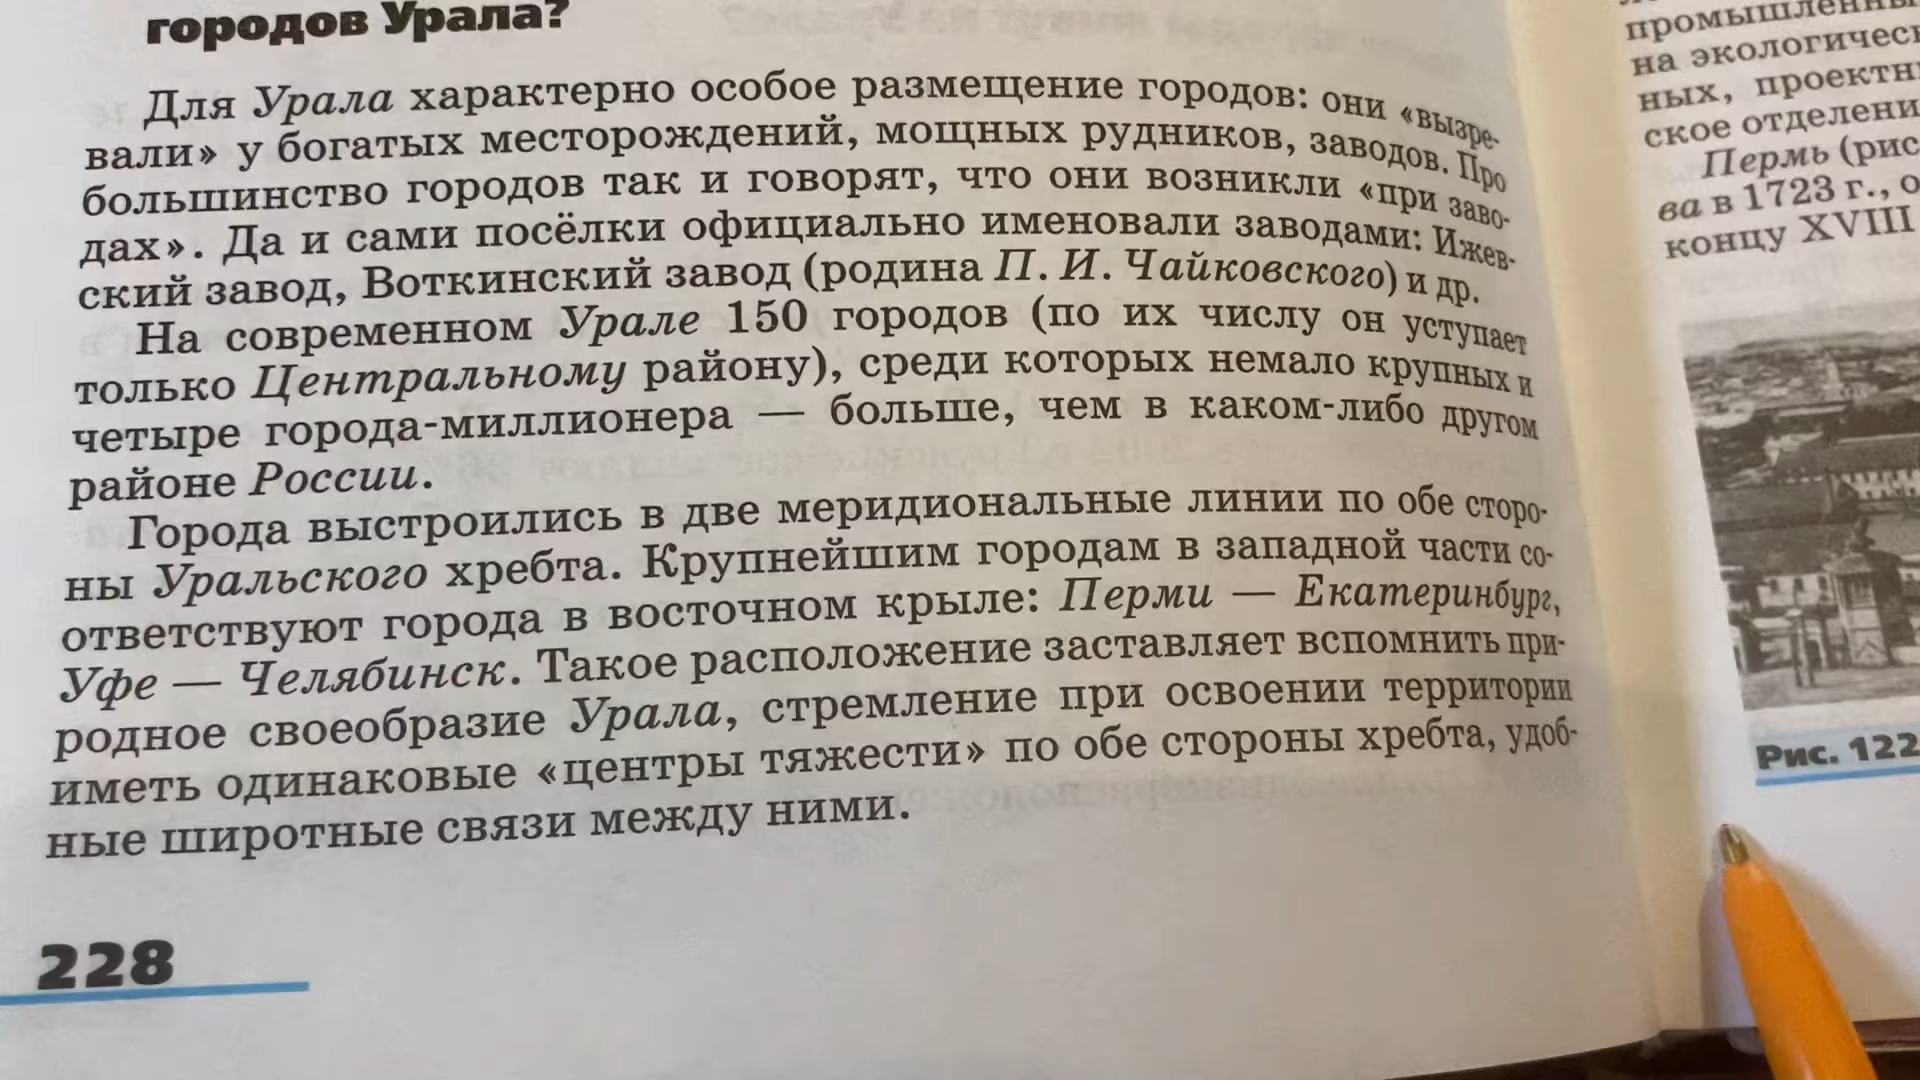 городов Урала?
Для Урала характерно особое размещение городов: они «вызре-
вали» у богатых месторождений, мощных рудников, заводов. Про
большинство городов так и говорят, что они возникли «при заво-
дах». Да и сами посёлки официально именовали заводами: Ижев-
ский завод, Воткинский завод (родина П. И. Чайковского) и др.
На современном Урале 150 городов (по их числу он уступает
только Центральному району), среди которых немало крупных и
четыре города-миллионера — больше, чем в каком-либо другом
районе России.
Города выстроились в две меридиональные линии по обе сторо-
ны Уральского хребта. Крупнейшим городам в западной части со-
ответствуют города в восточном крыле: Перми — Екатеринбург,
Уфе — Челябинск. Такое расположение заставляет вспомнить при-
родное своеобразие Урала, стремление при освоении территории
иметь одинаковые «центры тяжести» по обе стороны хребта, удоб-
ные широтные связи между ними.
228
промышленны
на экологическ
ных, проектн
ское отделени
Пермь (рис
ва в 1723 г., о
концу XVIII
Рис. 122